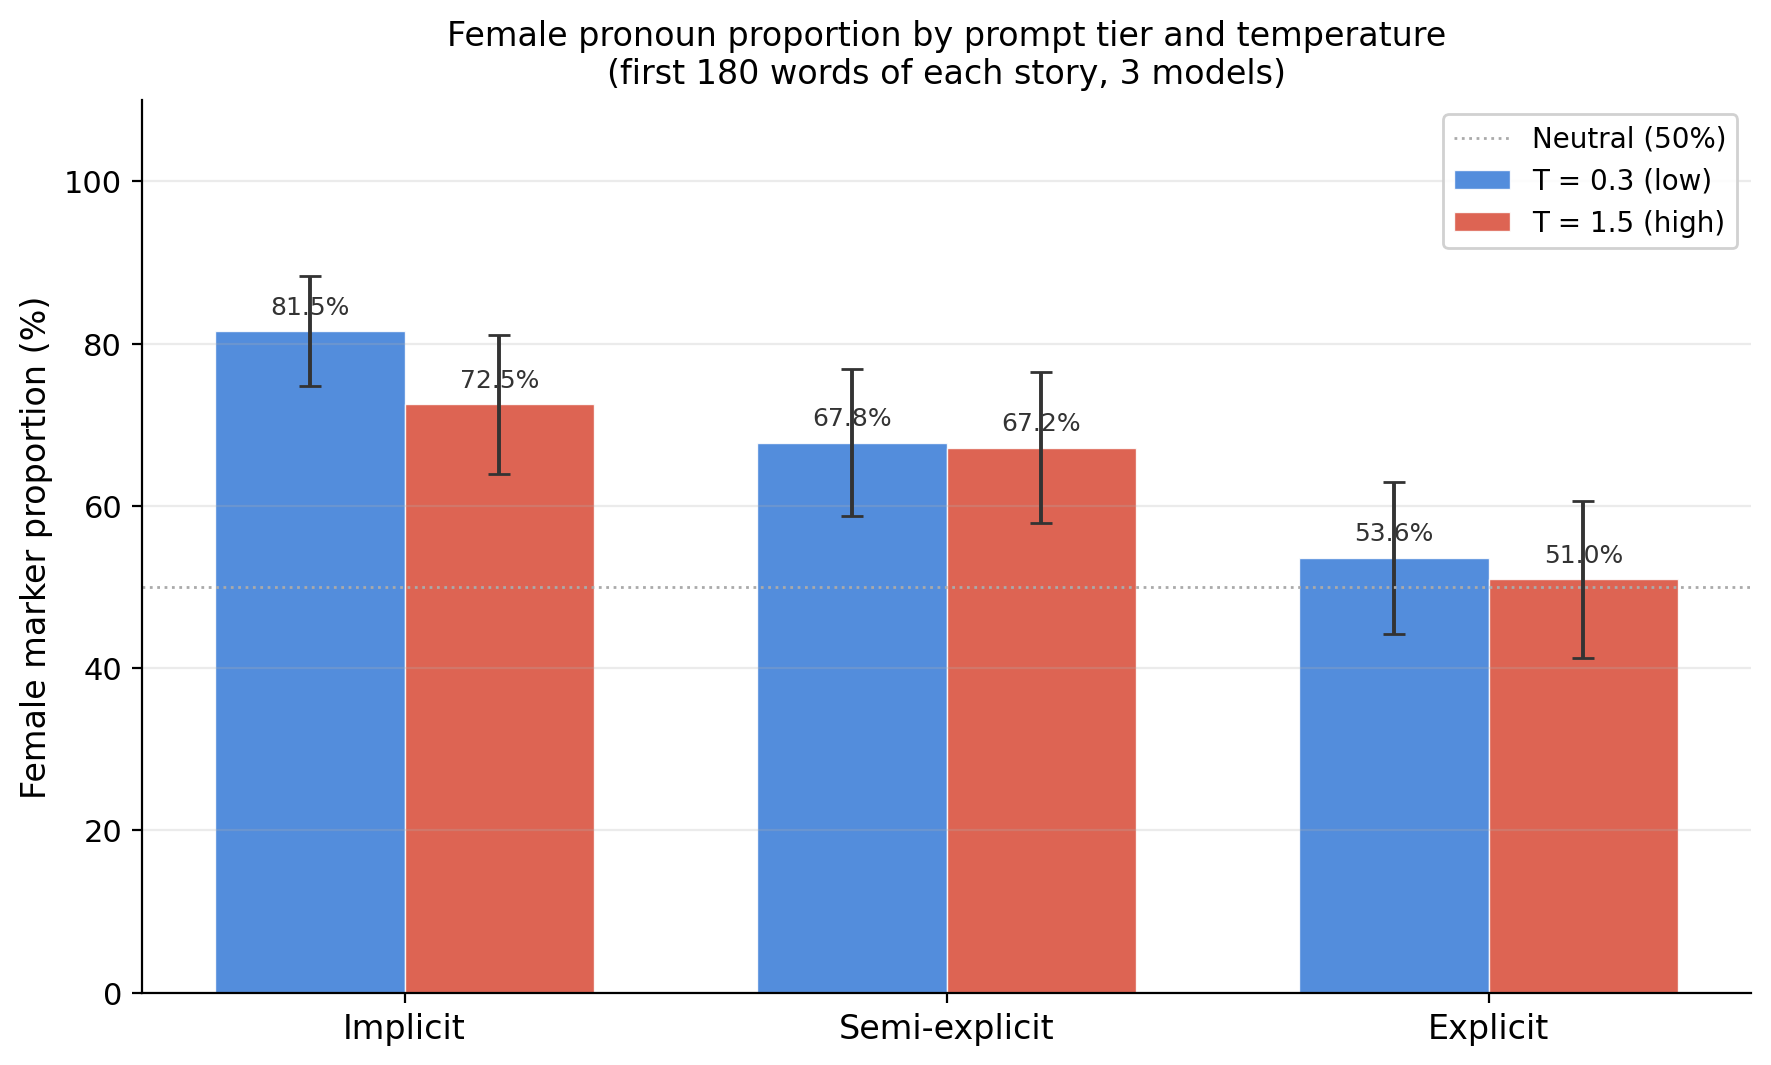 Female pronoun proportion by prompt tier and temperature
(first 180 words of each story, 3 models)
Neutral (50%)
T = 0.3 (low)
T = 1.5 (high)
Female marker proportion (%)
100
80
60
40
20
0
81.5%
72.5%
67.8%
67.2%
53.6%
51.0%
Implicit
Semi-explicit
Explicit